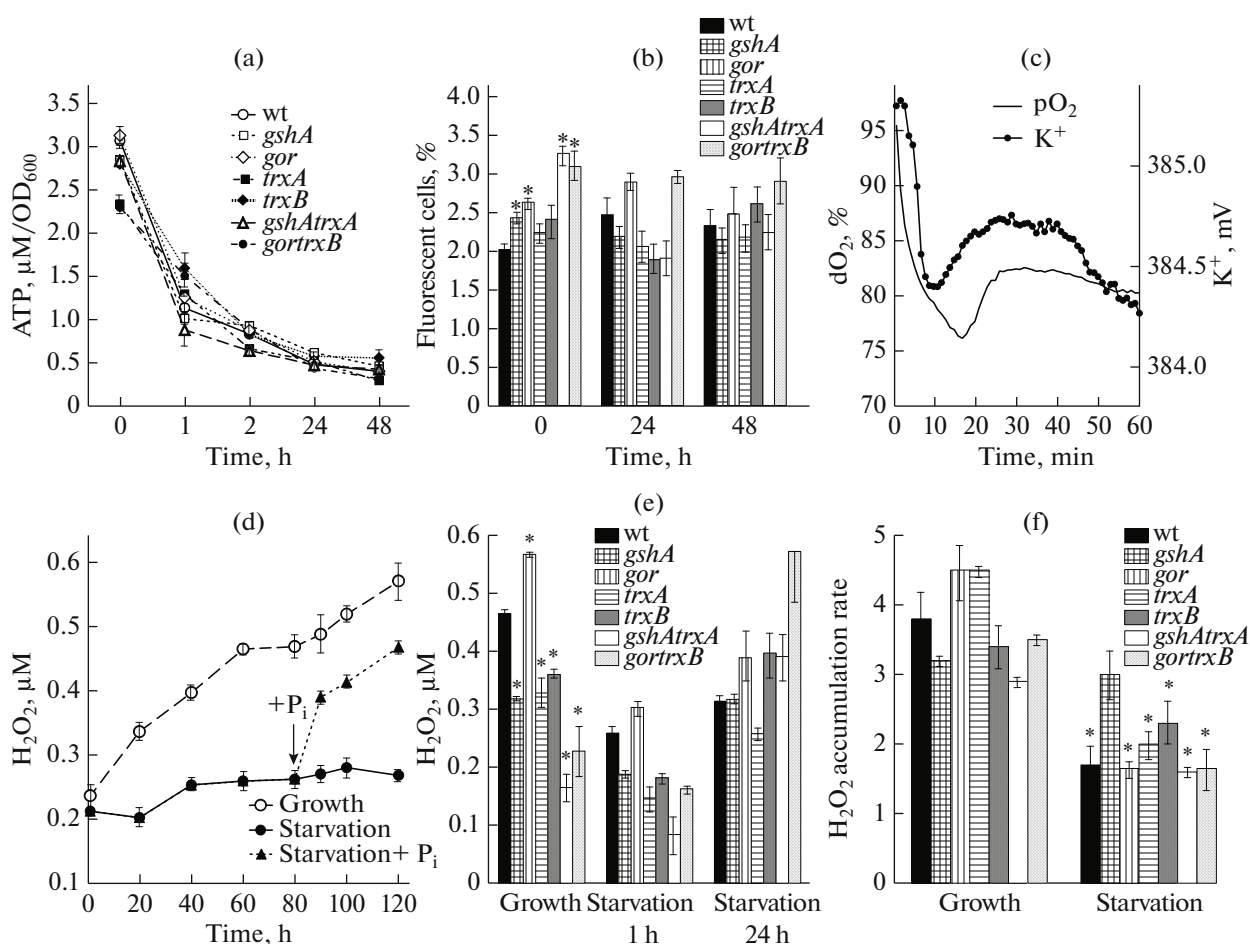 (a)
ATP, μM/OD600
3.5
3.0
2.5
2.0
1.5
1.0
0.5
0
0 1 2 24 48
Time, h
wt
gshA
gor
trxA
trxB
gshAtrxA
gortrxB
(b)
Fluorescent cells, %
4.0
3.5
3.0
2.5
2.0
1.5
1.0
0.5
0
* * * *
0 24 48
Time, h
wt
gshA
gor
trxA
trxB
gshAtrxA
gortrxB
(c)
dO2, %
95
90
85
80
75
70
0 10 20 30 40 50 60
Time, min
pO2
K+
385.0
384.5
384.0
K+, mV
(d)
H2O2, μM
0.6
0.5
0.4
0.3
0.2
0.1
0 20 40 60 80 100 120
Time, h
+Pi
Growth
Starvation
Starvation+ Pi
(e)
H2O2, μM
0.6
0.5
0.4
0.3
0.2
0.1
0
* * * * * *
Growth Starvation Starvation
1 h 24 h
wt
gshA
gor
trxA
trxB
gshAtrxA
gortrxB
(f)
H2O2 accumulation rate
5
4
3
2
1
0
* * * * * *
Growth Starvation
wt
gshA
gor
trxA
trxB
gshAtrxA
gortrxB